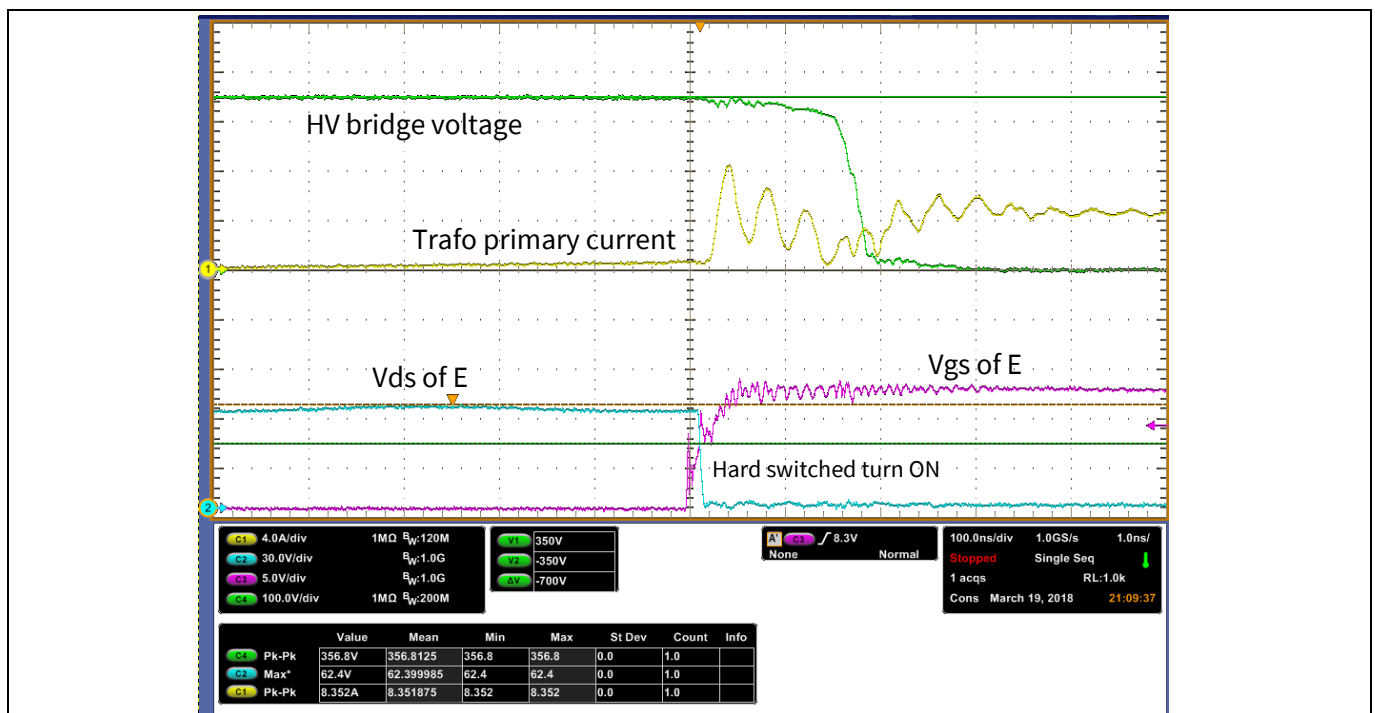 HV bridge voltage
Trafo primary current
1
Vds of E
Vgs of E
Hard switched turn ON
2
C1 4.0A/div 1MΩ BW:120M
C2 30.0V/div BW:1.0G
C3 5.0V/div BW:1.0G
C4 100.0V/div 1MΩ BW:200M
V1 350V
V2 -350V
ΔV -700V
A' C3 8.3V
None Normal
100.0ns/div 1.0GS/s 1.0ns/
Stopped Single Seq
1 acqs RL:1.0k
Cons March 19, 2018 21:09:37
Value Mean Min Max St Dev Count Info
C4 Pk-Pk 356.8V 356.8125 356.8 356.8 0.0 1.0
C2 Max* 62.4V 62.399985 62.4 62.4 0.0 1.0
C1 Pk-Pk 8.352A 8.351875 8.352 8.352 0.0 1.0